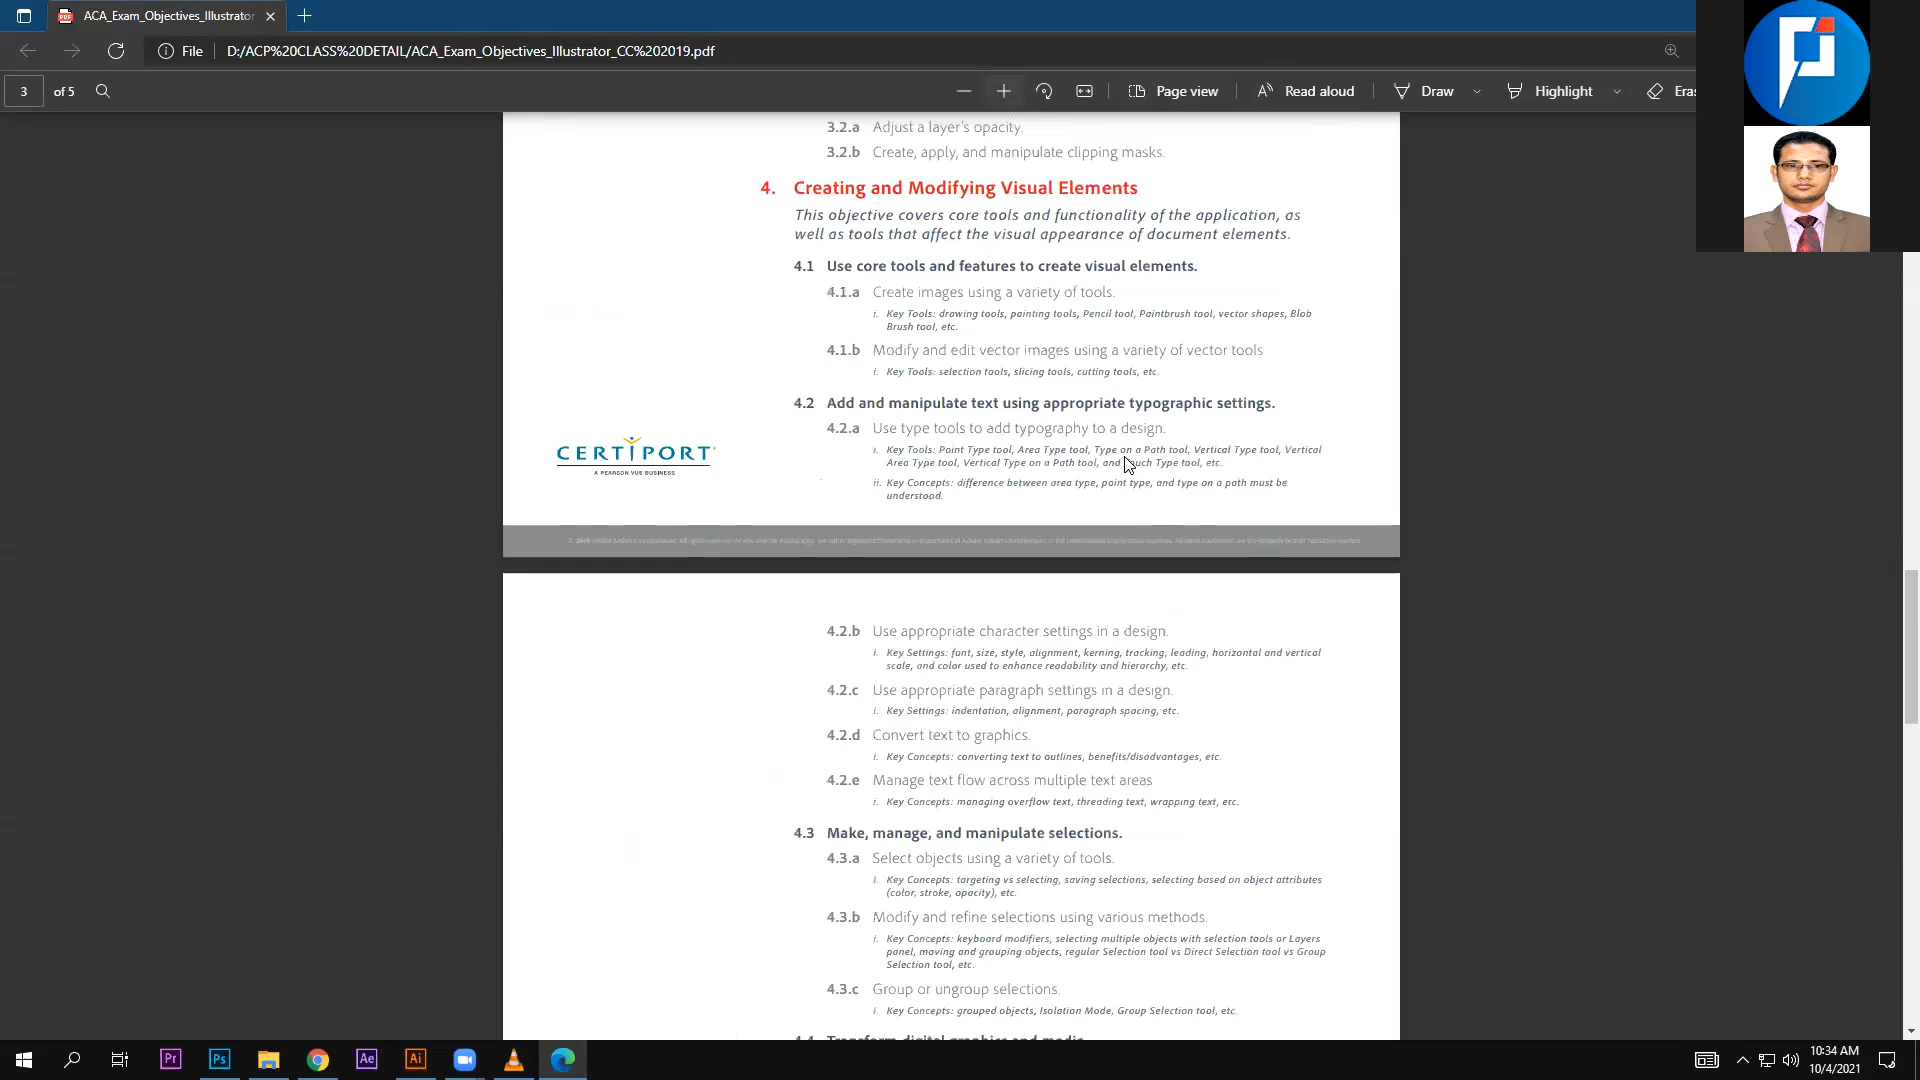 ACA_Exam_Objectives_Illustrator
File
D:/ACP%20CLASS%20DETAIL/ACA_Exam_Objectives_Illustrator_CC%202019.pdf
3 of 5
Page view
Read aloud
Draw
Highlight
Eras
3.2.a Adjust a layer's opacity.
3.2.b Create, apply, and manipulate clipping masks.
4. Creating and Modifying Visual Elements
This objective covers core tools and functionality of the application, as
well as tools that affect the visual appearance of document elements.
4.1 Use core tools and features to create visual elements.
4.1.a Create images using a variety of tools.
i. Key Tools: drawing tools, painting tools, Pencil tool, Paintbrush tool, vector shapes, Blob
Brush tool, etc.
4.1.b Modify and edit vector images using a variety of vector tools
i. Key Tools: selection tools, slicing tools, cutting tools, etc.
4.2 Add and manipulate text using appropriate typographic settings.
4.2.a Use type tools to add typography to a design.
i. Key Tools: Point Type tool, Area Type tool, Type on a Path tool, Vertical Type tool, Vertical
Area Type tool, Vertical Type on a Path tool, and Touch Type tool, etc.
ii. Key Concepts: difference between area type, point type, and type on a path must be
understood.
CERTIPORT
A PEARSON VUE BUSINESS
4.2.b Use appropriate character settings in a design.
i. Key Settings: font, size, style, alignment, kerning, tracking, leading, horizontal and vertical
scale, and color used to enhance readability and hierarchy, etc.
4.2.c Use appropriate paragraph settings in a design.
i. Key Settings: indentation, alignment, paragraph spacing, etc.
4.2.d Convert text to graphics.
i. Key Concepts: converting text to outlines, benefits/disadvantages, etc.
4.2.e Manage text flow across multiple text areas
i. Key Concepts: managing overflow text, threading text, wrapping text, etc.
4.3 Make, manage, and manipulate selections.
4.3.a Select objects using a variety of tools.
i. Key Concepts: targeting vs selecting, saving selections, selecting based on object attributes
(color, stroke, opacity), etc.
4.3.b Modify and refine selections using various methods.
i. Key Concepts: keyboard modifiers, selecting multiple objects with selection tools or Layers
panel, moving and grouping objects, regular Selection tool vs Direct Selection tool vs Group
Selection tool, etc.
4.3.c Group or ungroup selections.
i. Key Concepts: grouped objects, Isolation Mode, Group Selection tool, etc.
4.4 Transform digital graphics and media
Pr
Ps
Ae
Ai
10:34 AM
10/4/2021